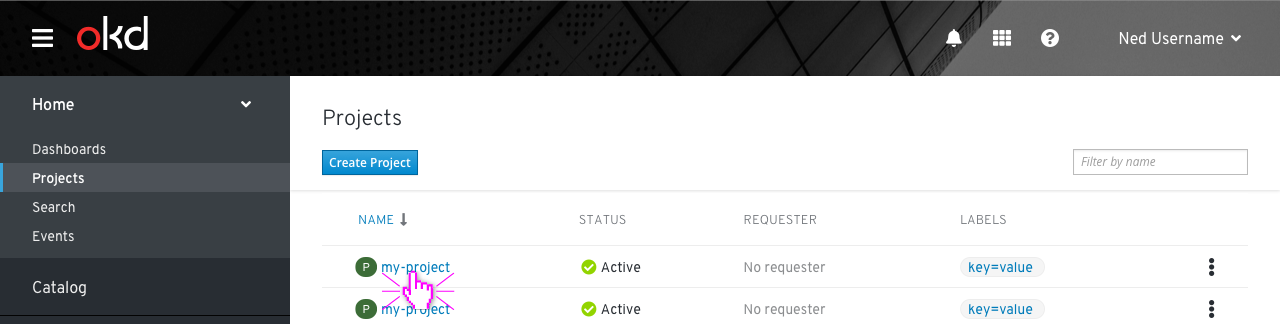 okd
Ned Username
Home
Dashboards
Projects
Search
Events
Catalog
Projects
Create Project
Filter by name
NAME STATUS REQUESTER LABELS
P my-project Active No requester key=value
P my-project Active No requester key=value